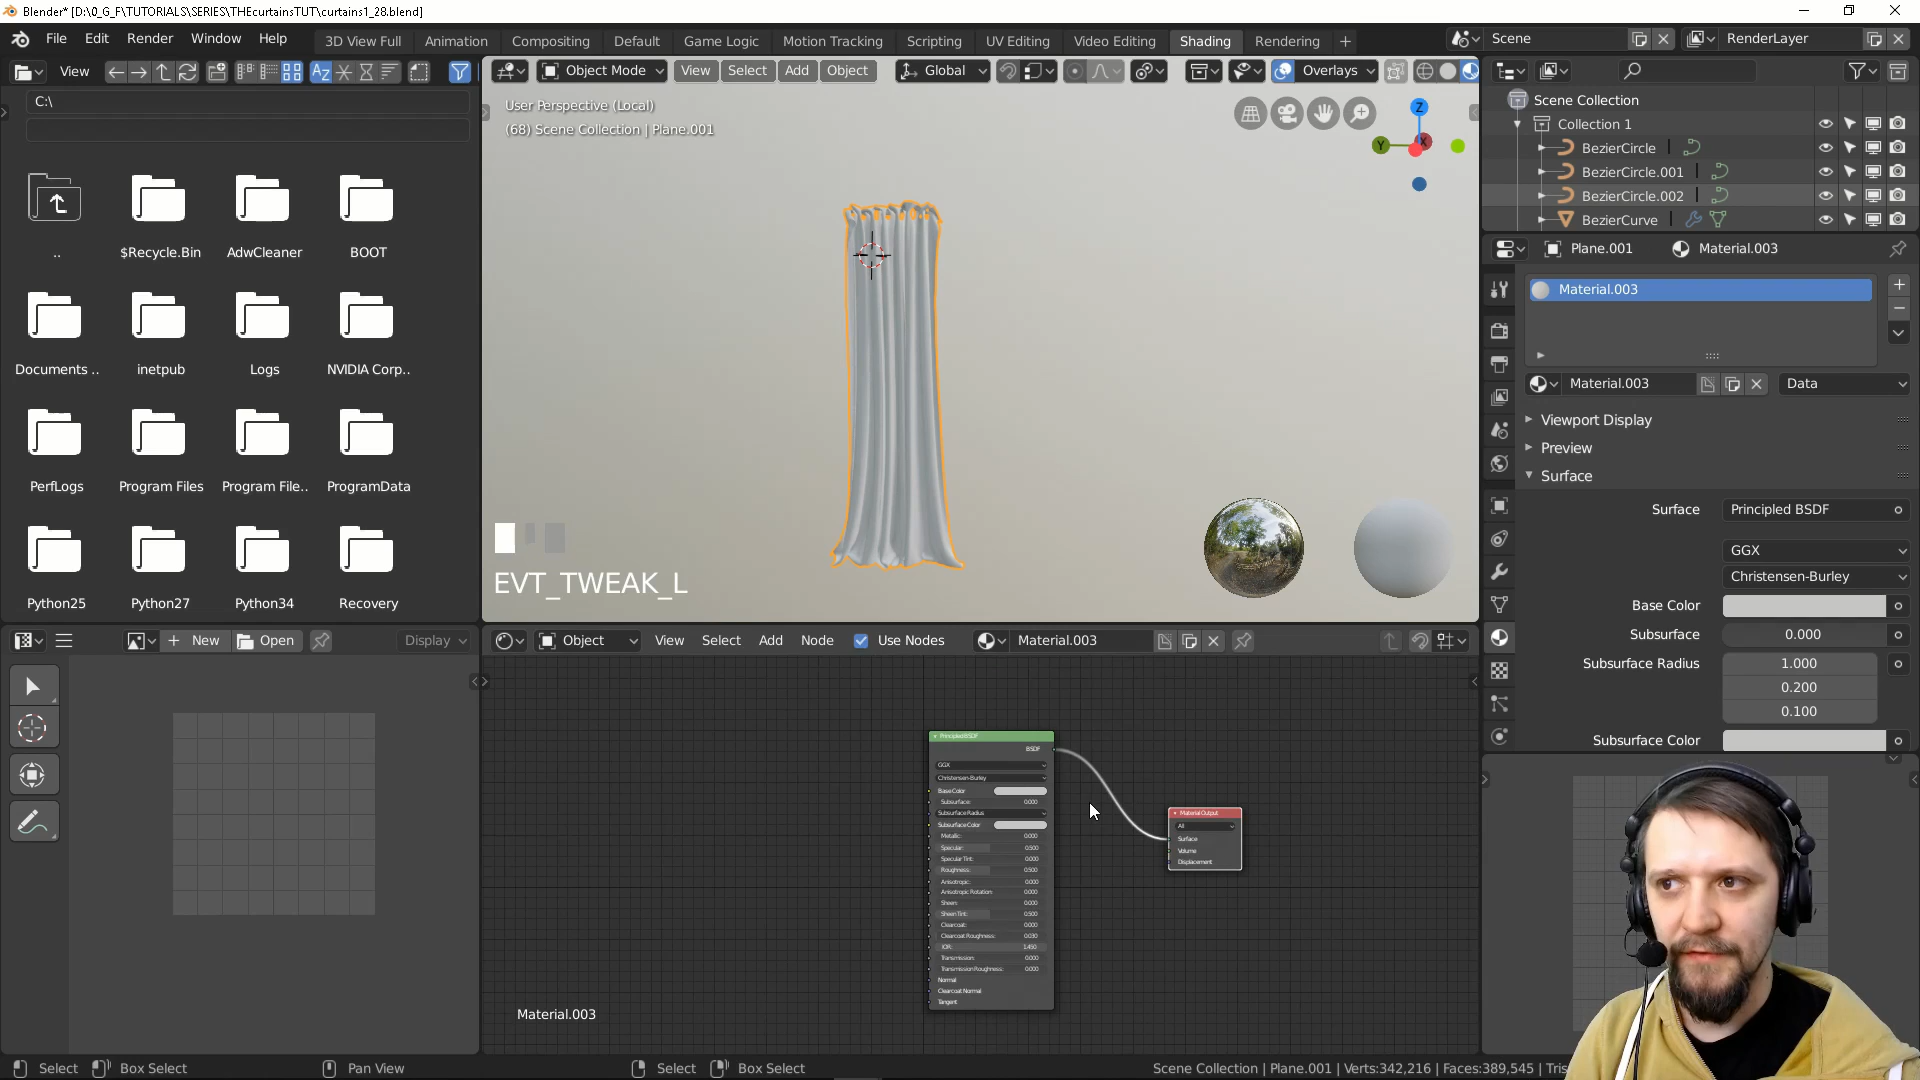 Blender* [D:\0_G_F\TUTORIALS\SERIES\THEcurtainsTUT\curtains1_28.blend]
File Edit Render Window Help
3D View Full Animation Compositing Default Game Logic Motion Tracking Scripting UV Editing Video Editing Shading Rendering
Scene
RenderLayer
View
C:\
..
$Recycle.Bin
AdwCleaner
BOOT
Documents ..
inetpub
Logs
NVIDIA Corp..
PerfLogs
Program Files
Program File..
ProgramData
Python25
Python27
Python34
Recovery
Object Mode View Select Add Object Global Overlays
User Perspective (Local)
(68) Scene Collection | Plane.001
Z
Y
X
EVT_TWEAK_L
Scene Collection
Collection 1
BezierCircle
BezierCircle.001
BezierCircle.002
BezierCurve
Plane.001 Material.003
Material.003
Material.003 Data
Viewport Display
Preview
Surface
Surface Principled BSDF
GGX
Christensen-Burley
Base Color
Subsurface 0.000
Subsurface Radius 1.000
0.200
0.100
Subsurface Color
New Open Display
Object View Select Add Node Use Nodes Material.003
Principled BSDF
BSDF
GGX
Christensen-Burley
Base Color
Subsurface: 0.000
Subsurface Radius
Subsurface Color
Metallic: 0.000
Specular: 0.500
Specular Tint: 0.000
Roughness: 0.500
Anisotropic: 0.000
Anisotropic Rotation: 0.000
Sheen: 0.000
Sheen Tint: 0.500
Clearcoat: 0.000
Clearcoat Roughness: 0.030
IOR: 1.450
Transmission: 0.000
Transmission Roughness: 0.000
Normal
Clearcoat Normal
Tangent
Material Output
All
Surface
Volume
Displacement
Material.003
Select Box Select Pan View Select Box Select Scene Collection | Plane.001 | Verts:342,216 | Faces:389,545 | Tris